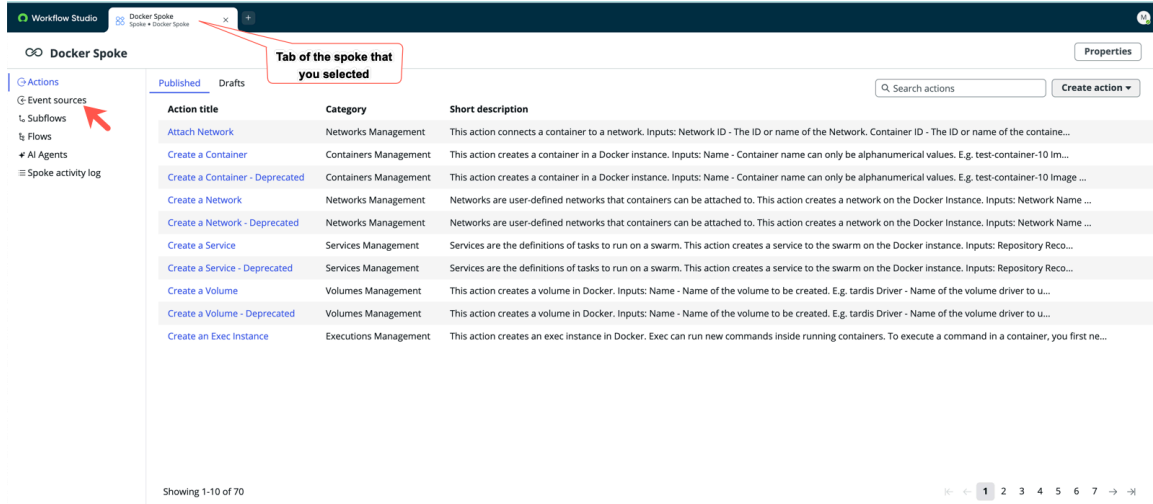 Workflow Studio
Docker Spoke
Spoke • Docker Spoke
M
Docker Spoke
Tab of the spoke that
you selected
Properties
Actions
Event sources
Subflows
Flows
AI Agents
Spoke activity log
Published Drafts
Search actions
Create action
Action title Category Short description
Attach Network Networks Management This action connects a container to a network. Inputs: Network ID - The ID or name of the Network. Container ID - The ID or name of the containe...
Create a Container Containers Management This action creates a container in a Docker instance. Inputs: Name - Container name can only be alphanumerical values. E.g. test-container-10 Im...
Create a Container - Deprecated Containers Management This action creates a container in a Docker instance. Inputs: Name - Container name can only be alphanumerical values. E.g. test-container-10 Image ...
Create a Network Networks Management Networks are user-defined networks that containers can be attached to. This action creates a network on the Docker Instance. Inputs: Network Name ...
Create a Network - Deprecated Networks Management Networks are user-defined networks that containers can be attached to. This action creates a network on the Docker Instance. Inputs: Network Name ...
Create a Service Services Management Services are the definitions of tasks to run on a swarm. This action creates a service to the swarm on the Docker instance. Inputs: Repository Reco...
Create a Service - Deprecated Services Management Services are the definitions of tasks to run on a swarm. This action creates a service to the swarm on the Docker instance. Inputs: Repository Reco...
Create a Volume Volumes Management This action creates a volume in Docker. Inputs: Name - Name of the volume to be created. E.g. tardis Driver - Name of the volume driver to u...
Create a Volume - Deprecated Volumes Management This action creates a volume in Docker. Inputs: Name - Name of the volume to be created. E.g. tardis Driver - Name of the volume driver to u...
Create an Exec Instance Executions Management This action creates an exec instance in Docker. Exec can run new commands inside running containers. To execute a command in a container, you first ne...
Showing 1-10 of 70
1 2 3 4 5 6 7